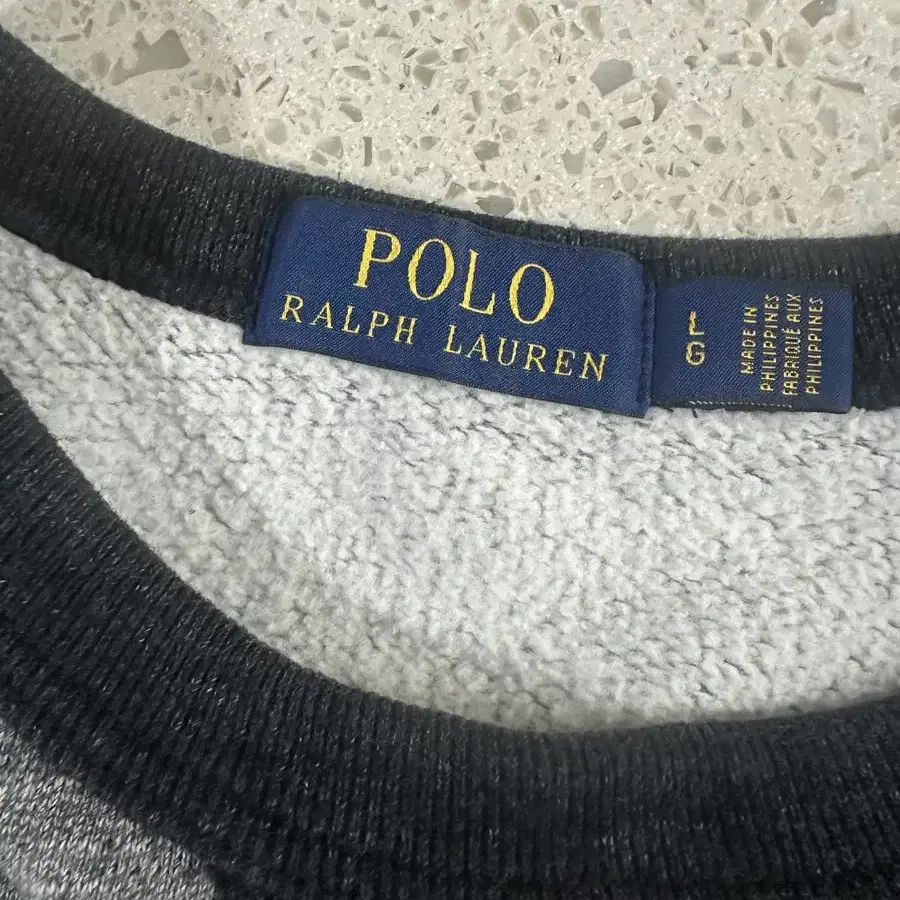 POLO
RALPH LAUREN
L
G
MADE IN
PHILIPPINES
FABRIQUÉ AUX
PHILIPPINES